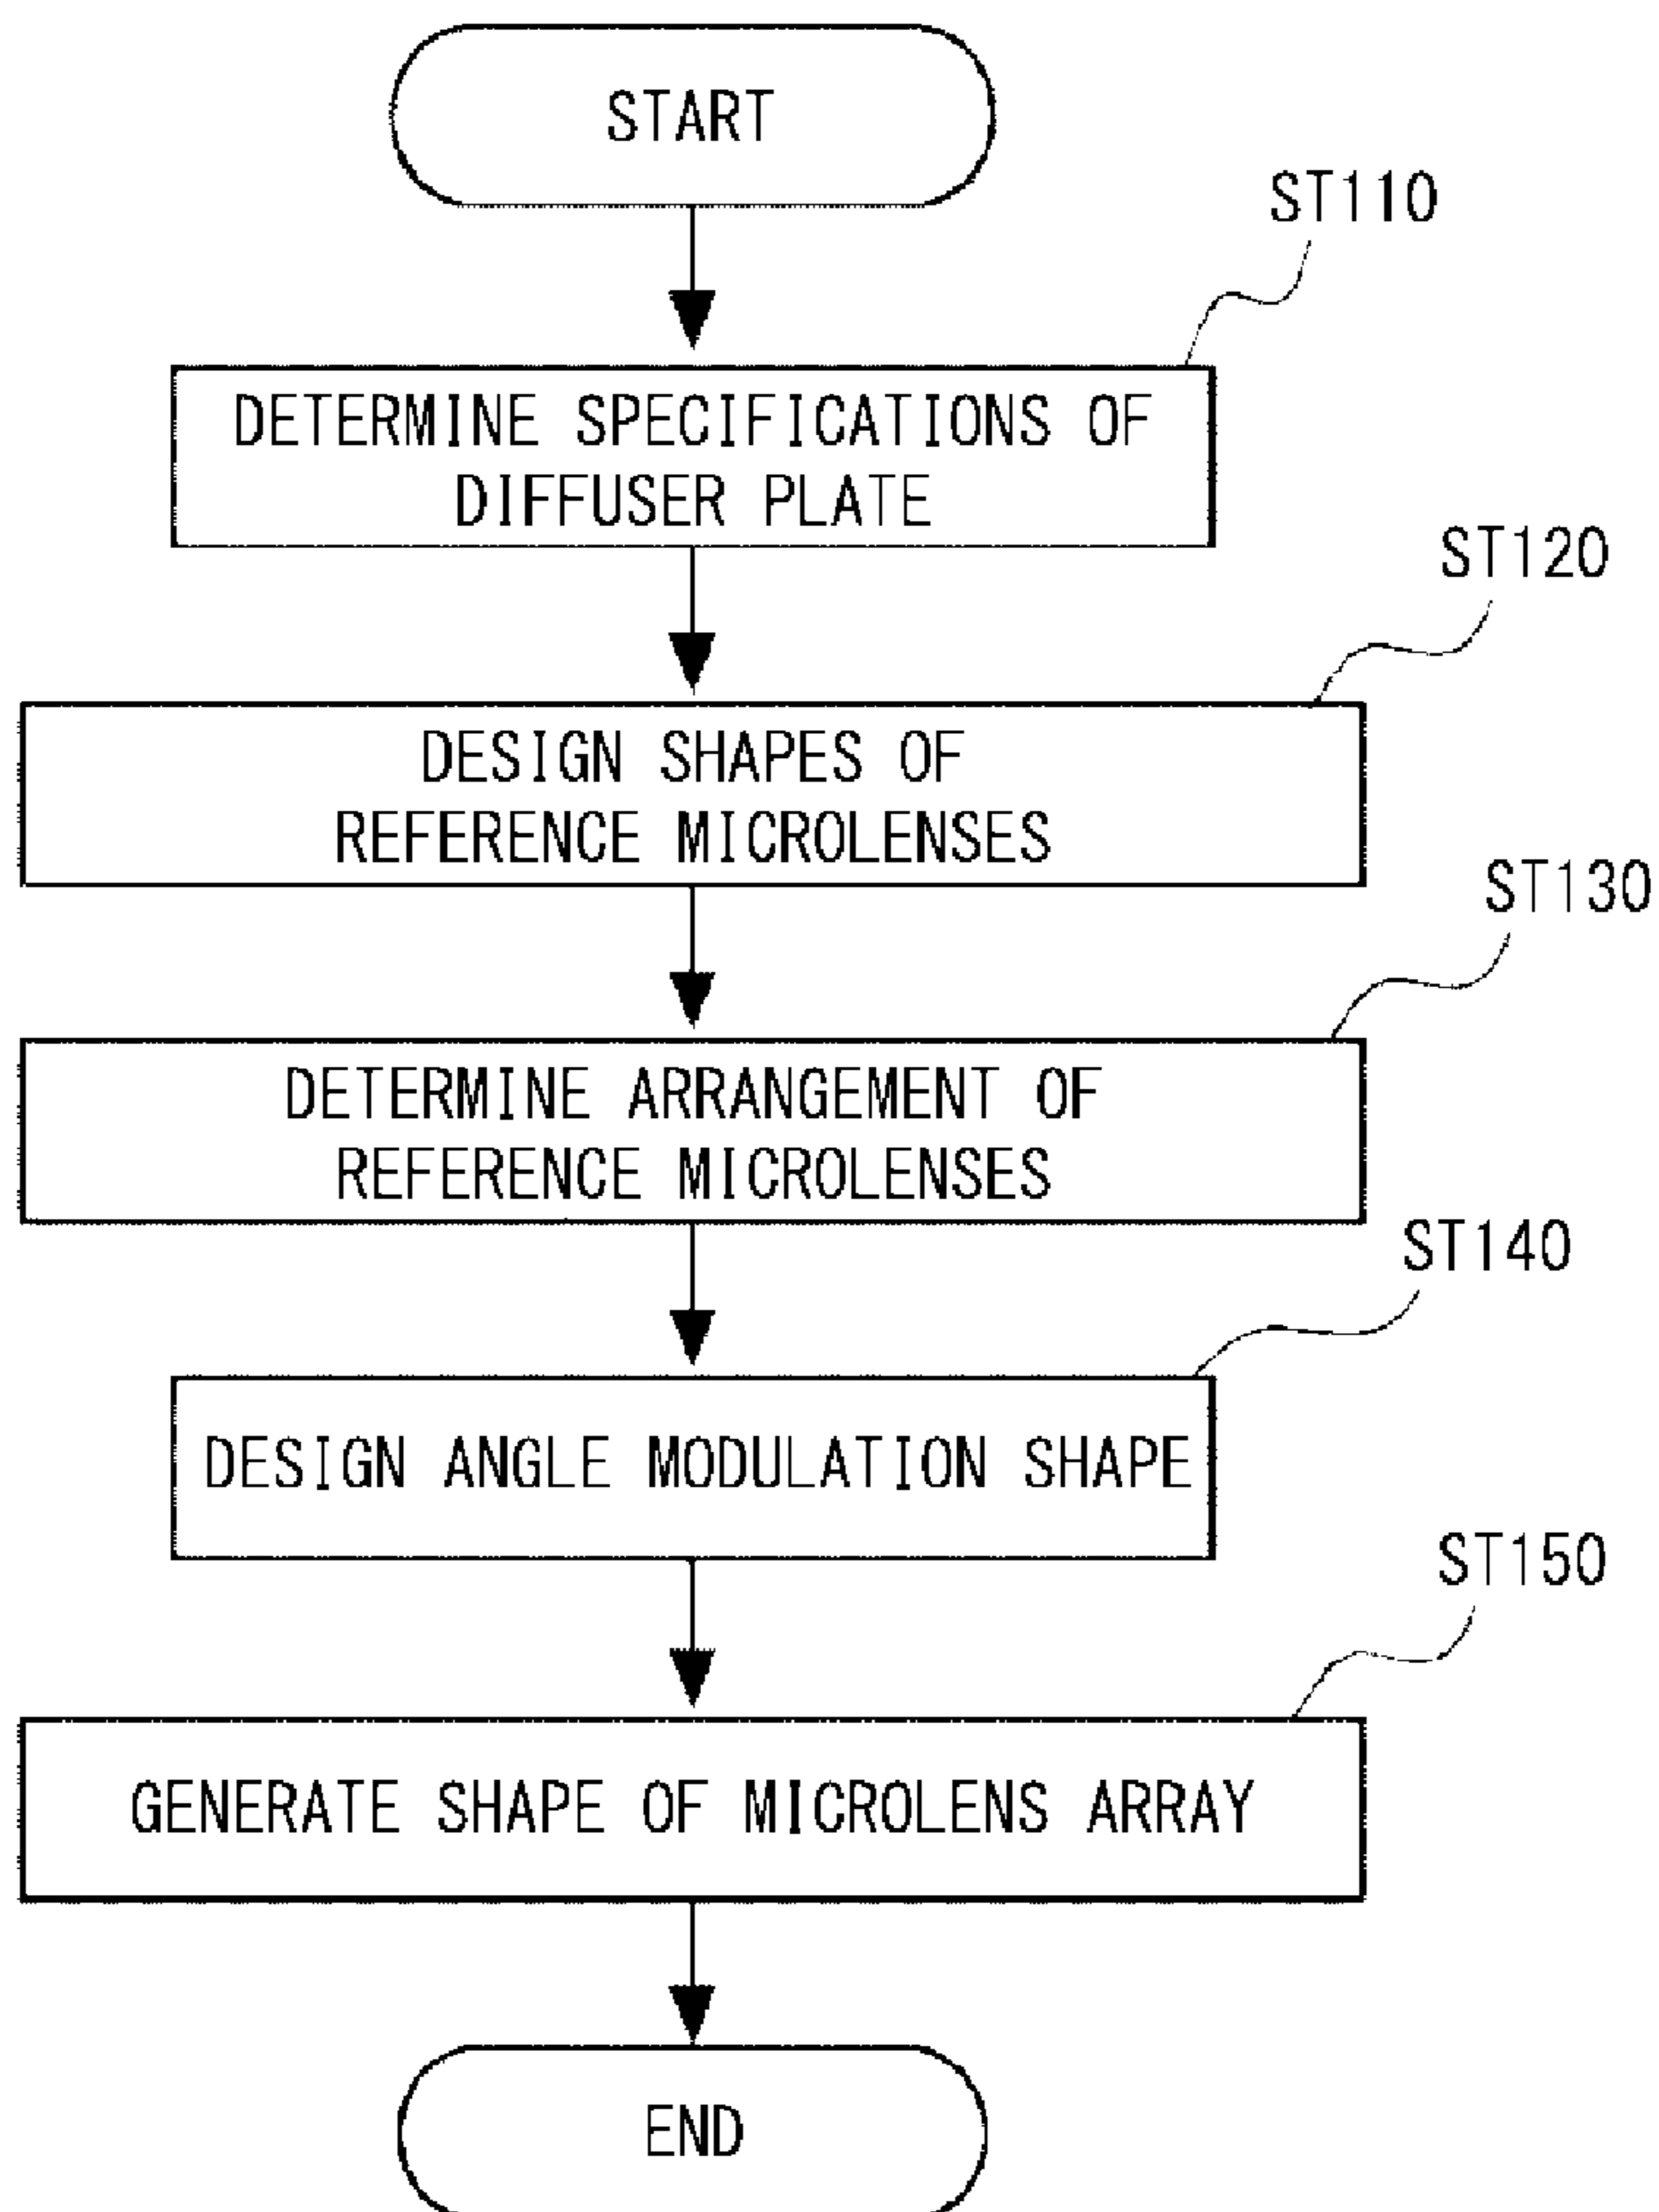 START
ST110
DETERMINE SPECIFICATIONS OF
DIFFUSER PLATE
ST120
DESIGN SHAPES OF
REFERENCE MICROLENSES
ST130
DETERMINE ARRANGEMENT OF
REFERENCE MICROLENSES
ST140
DESIGN ANGLE MODULATION SHAPE
ST150
GENERATE SHAPE OF MICROLENS ARRAY
END